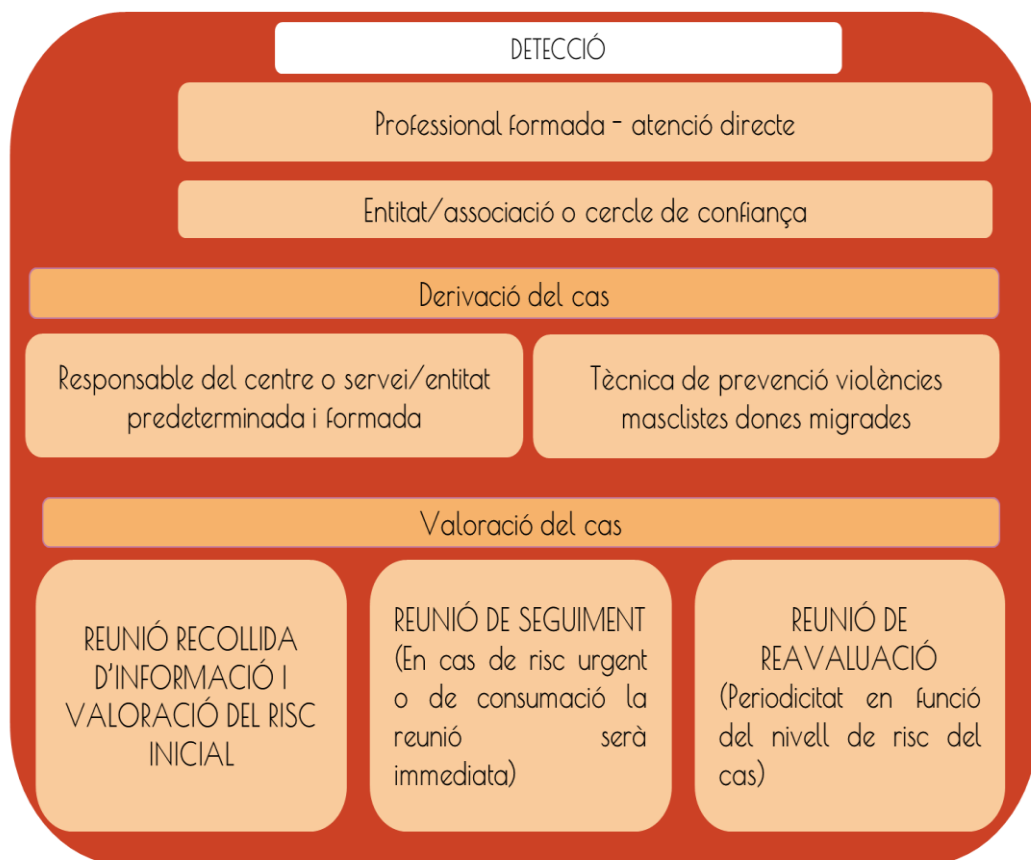 DETECCIÓ
Professional formada - atenció directe
Entitat/associació o cercle de confiança
Derivació del cas
Responsable del centre o servei/entitat
predeterminada i formada
Tècnica de prevenció violències
masclistes dones migrades
Valoració del cas
REUNIÓ RECOLLIDA
D'INFORMACIÓ I
VALORACIÓ DEL RISC
INICIAL
REUNIÓ DE SEGUIMENT
(En cas de risc urgent
o de consumació la
reunió serà
immediata)
REUNIÓ DE
REAVALUACIÓ
(Periodicitat en funció
del nivell de risc del
cas)